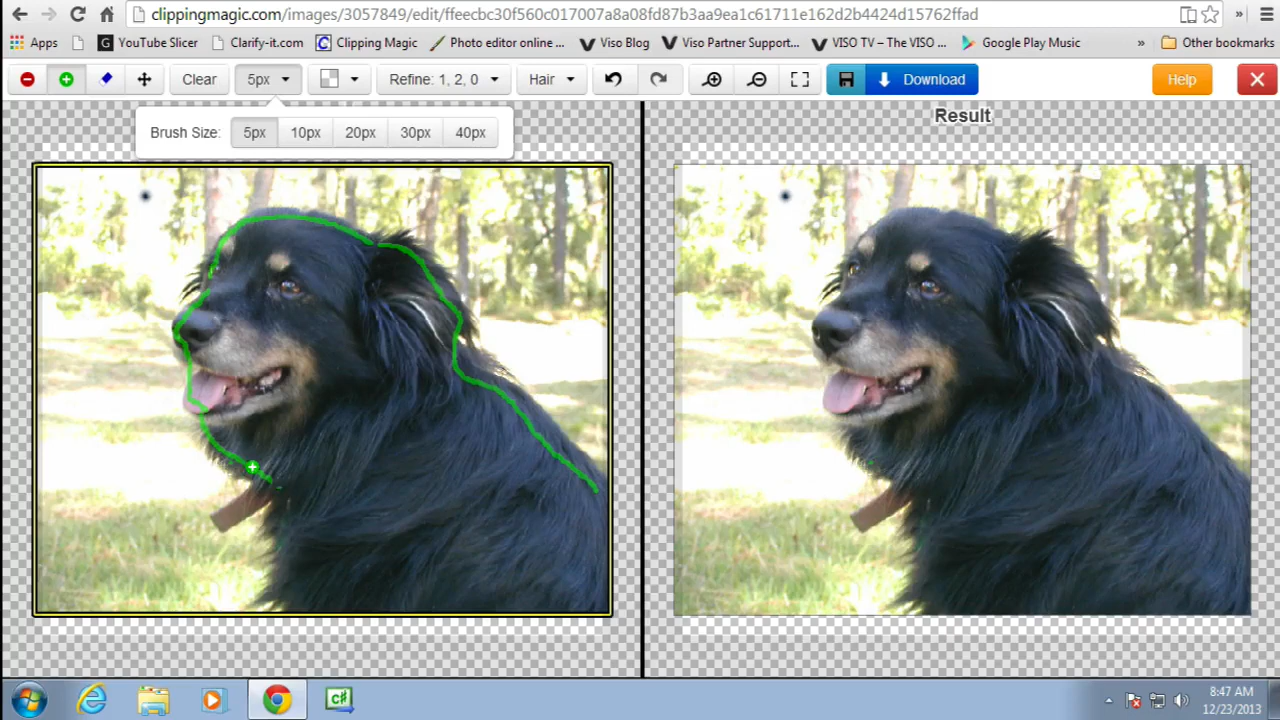 clippingmagic.com/images/3057849/edit/ffeecbc30f560c017007a8a08fd87b3aa9ea1c61711e162d2b4424d15762ffad
Apps YouTube Slicer Clarify-it.com Clipping Magic Photo editor online ... Viso Blog Viso Partner Support... VISO TV – The VISO ... Google Play Music » Other bookmarks
Clear 5px Refine: 1, 2, 0 Hair Download Help
Brush Size: 5px 10px 20px 30px 40px
Result
8:47 AM
12/23/2013